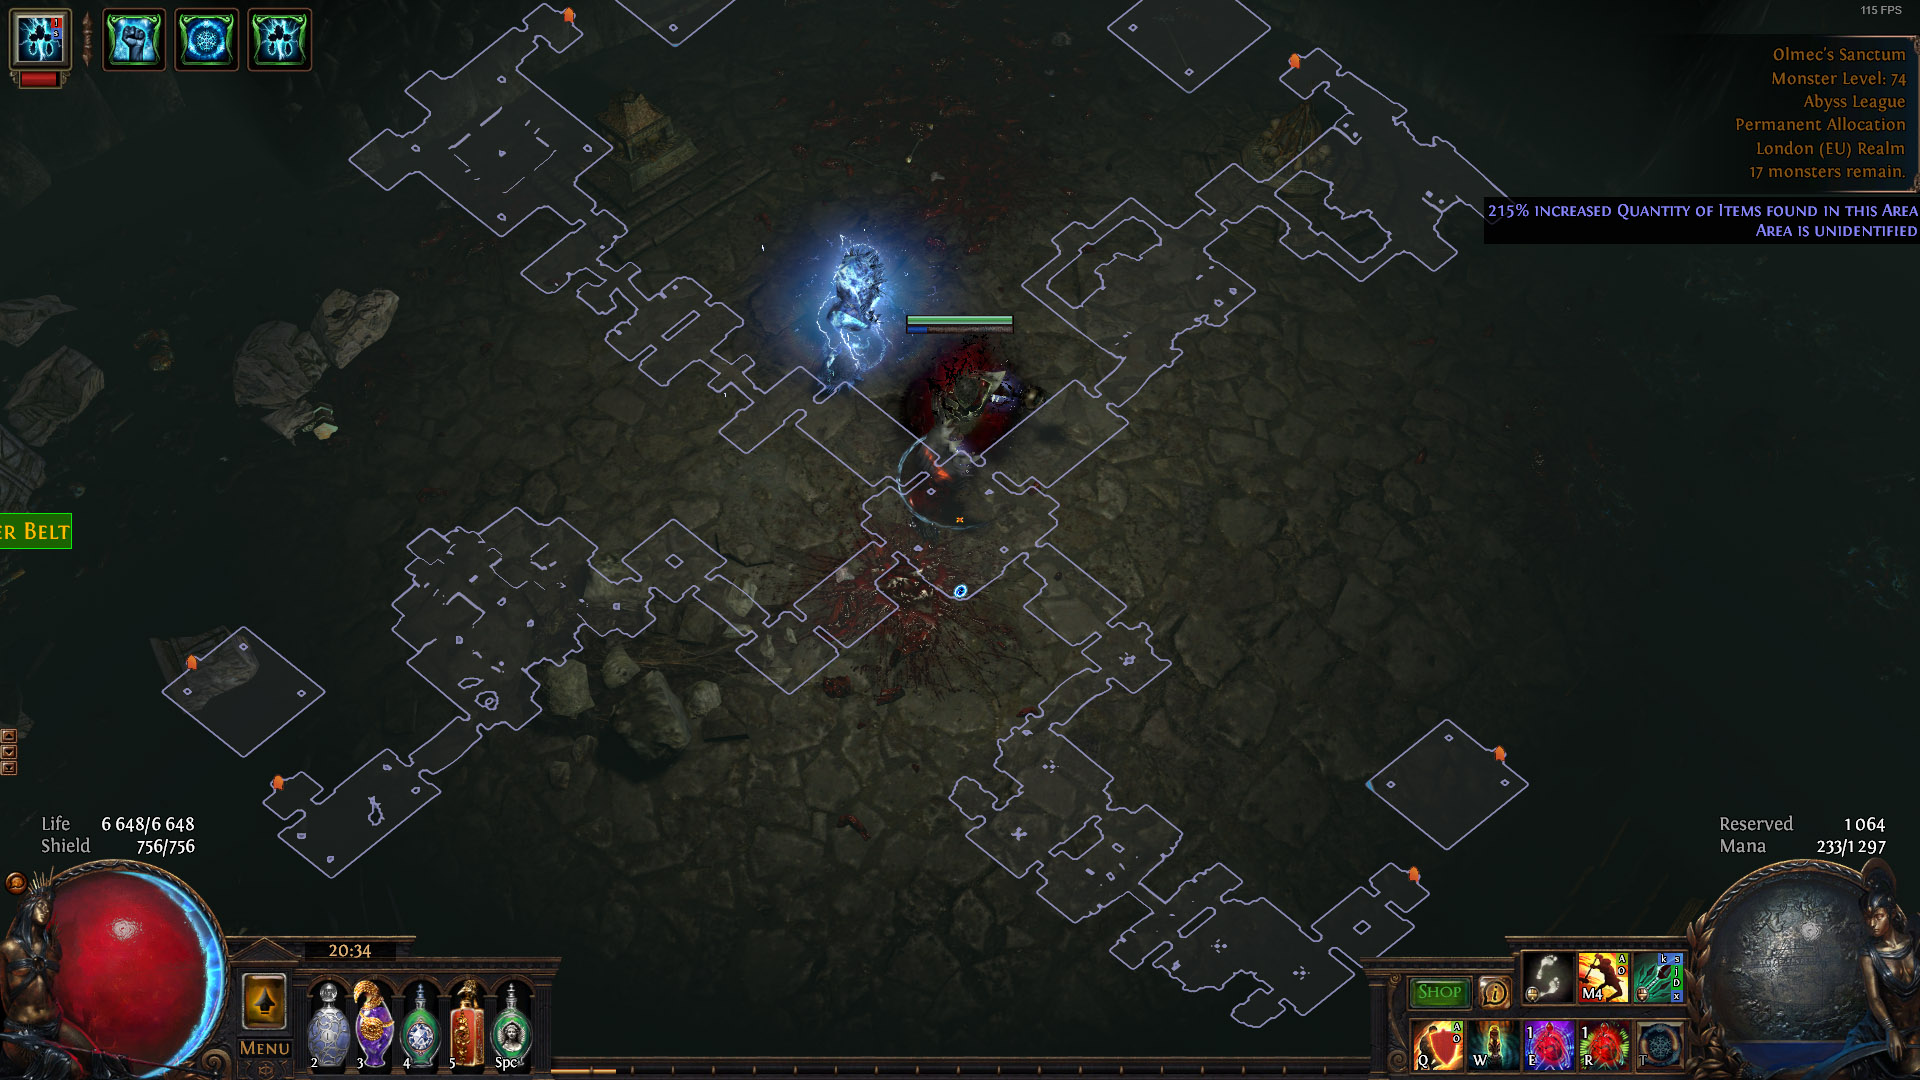 115 FPS
Olmec's Sanctum
Monster Level: 74
Abyss League
Permanent Allocation
London (EU) Realm
17 monsters remain.
215% increased Quantity of Items found in this Area
Area is unidentified
er Belt
Life 6 648/6 648
Shield 756/756
Reserved 1 064
Mana 233/1 297
20:34
Menu
2 3 4 5 Spc
Shop
M4
Q W E R T